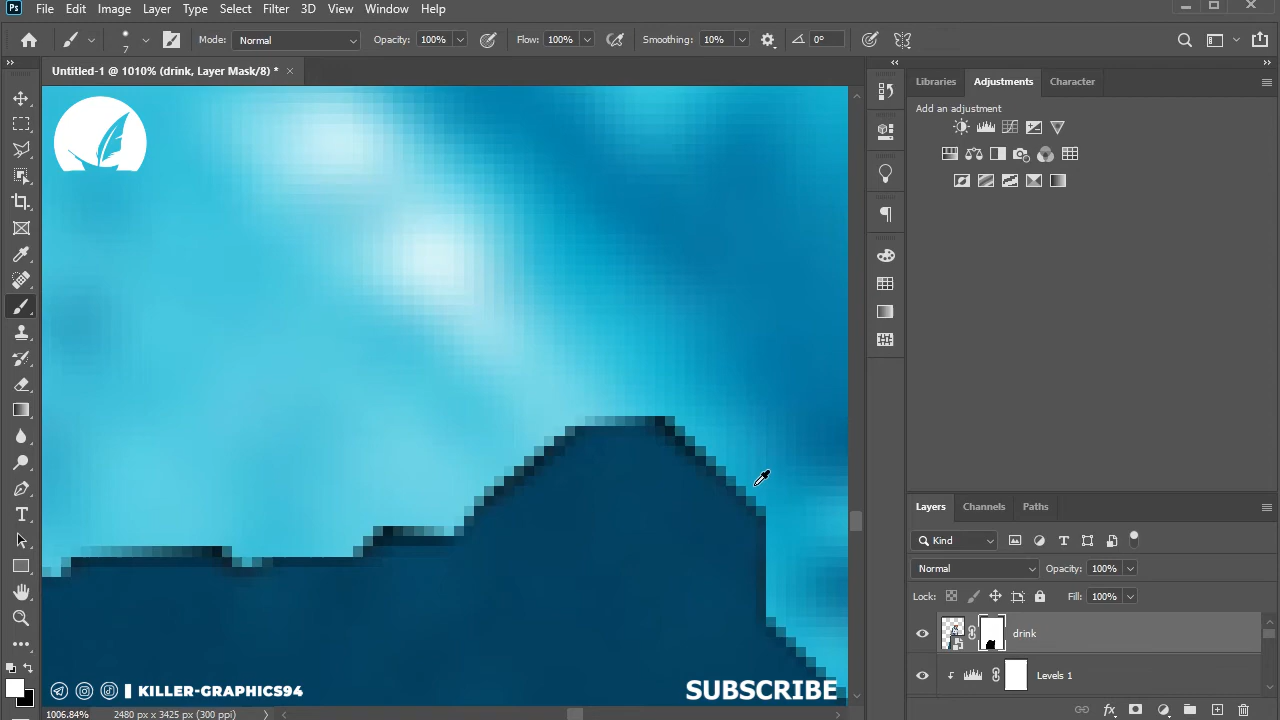 Ps File Edit Image Layer Type Select Filter 3D View Window Help
7 Mode: Normal Opacity: 100% Flow: 100% Smoothing: 10% 0°
Untitled-1 @ 1010% (drink, Layer Mask/8) *
Libraries Adjustments Character
Add an adjustment
Layers Channels Paths
Kind
Normal Opacity: 100%
Lock: Fill: 100%
drink
Levels 1
KILLER-GRAPHICS94
SUBSCRIBE
1006.84% 2480 px x 3425 px (300 ppi)
fx